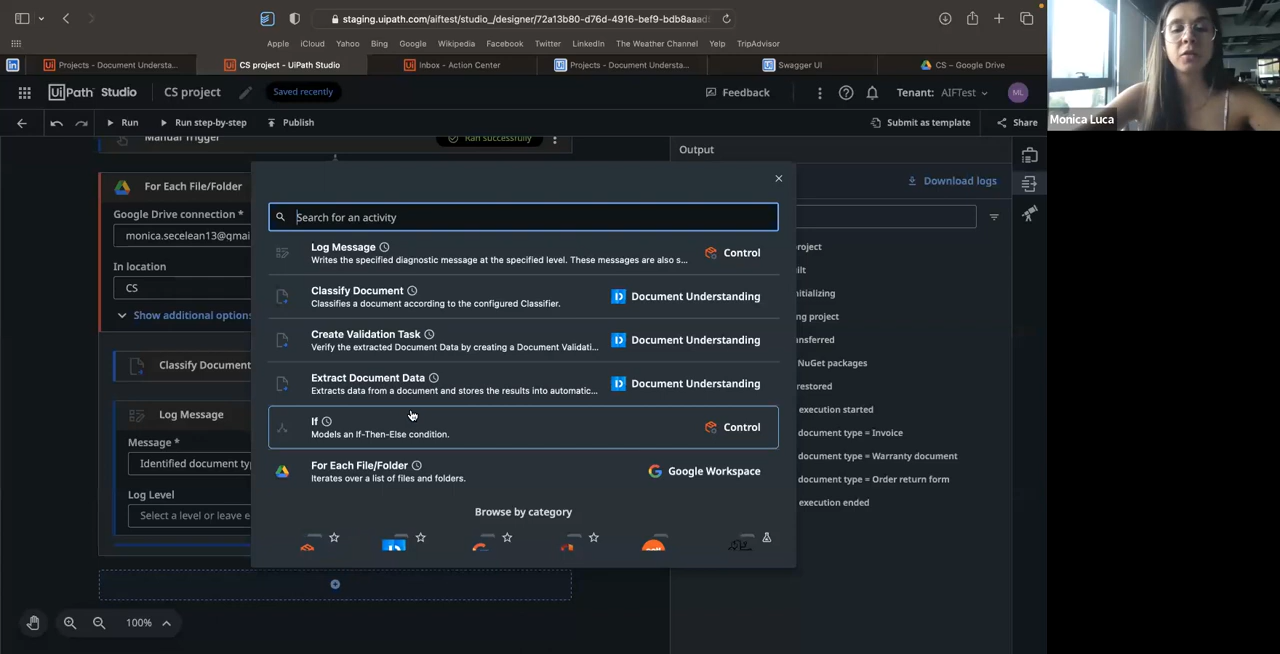 staging.uipath.com/aiftest/studio_/designer/72a13b80-d76d-4916-bef9-bdb8aaad
Apple iCloud Yahoo Bing Google Wikipedia Facebook Twitter LinkedIn The Weather Channel Yelp TripAdvisor
Projects - Document Understa... CS project - UiPath Studio Inbox - Action Center Projects - Document Understa... Swagger UI CS – Google Drive
UiPath Studio CS project Saved recently Feedback Tenant: AIFTest ML
Monica Luca
Run Run step-by-step Publish Submit as template Share
Manual Trigger Ran successfully
Output
Download logs
For Each File/Folder
Google Drive connection *
monica.secelean13@gmai
In location
CS
Show additional options
Classify Document
Log Message
Message *
Identified document typ
Log Level
Select a level or leave e
100%
Search for an activity
Log Message Control
Writes the specified diagnostic message at the specified level. These messages are also s...
Classify Document Document Understanding
Classifies a document according to the configured Classifier.
Create Validation Task Document Understanding
Verify the extracted Document Data by creating a Document Validati...
Extract Document Data Document Understanding
Extracts data from a document and stores the results into automatic...
If Control
Models an If-Then-Else condition.
For Each File/Folder Google Workspace
Iterates over a list of files and folders.
Browse by category
roject
ilt
nitializing
ng project
nsferred
NuGet packages
restored
execution started
document type = Invoice
document type = Warranty document
document type = Order return form
execution ended